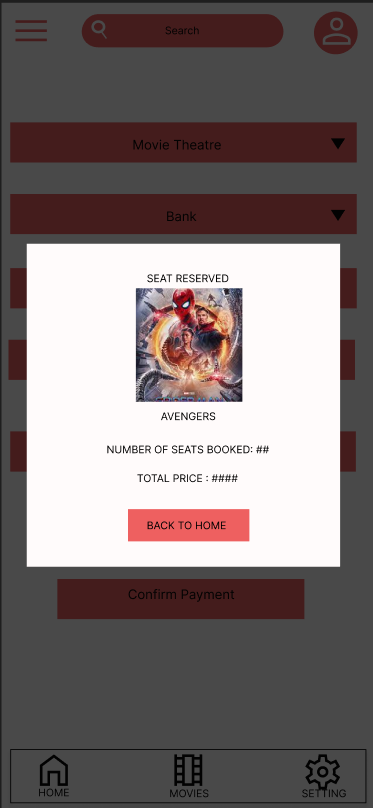 Search
Movie Theatre
Bank
SEAT RESERVED
AVENGERS
NUMBER OF SEATS BOOKED: ##
TOTAL PRICE : ####
BACK TO HOME
Confirm Payment
HOME
MOVIES
SETTING